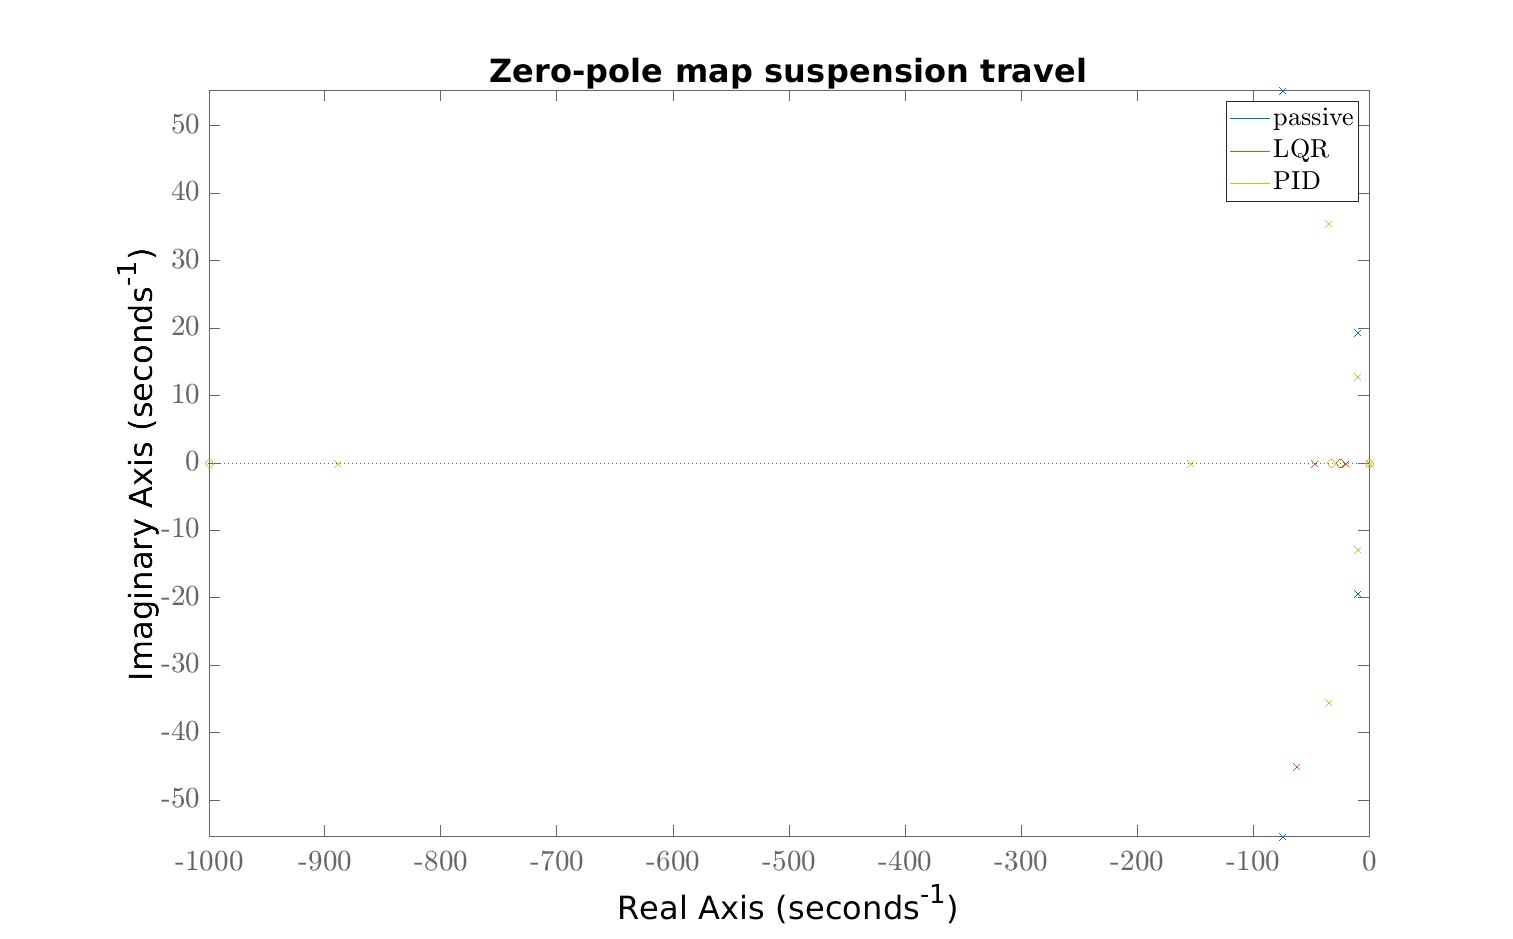 Zero-pole map suspension travel
passive
LQR
PID
50
40
30
20
10
0
-10
-20
-30
-40
-50
Imaginary Axis (seconds⁻¹)
-1000 -900 -800 -700 -600 -500 -400 -300 -200 -100 0
Real Axis (seconds⁻¹)